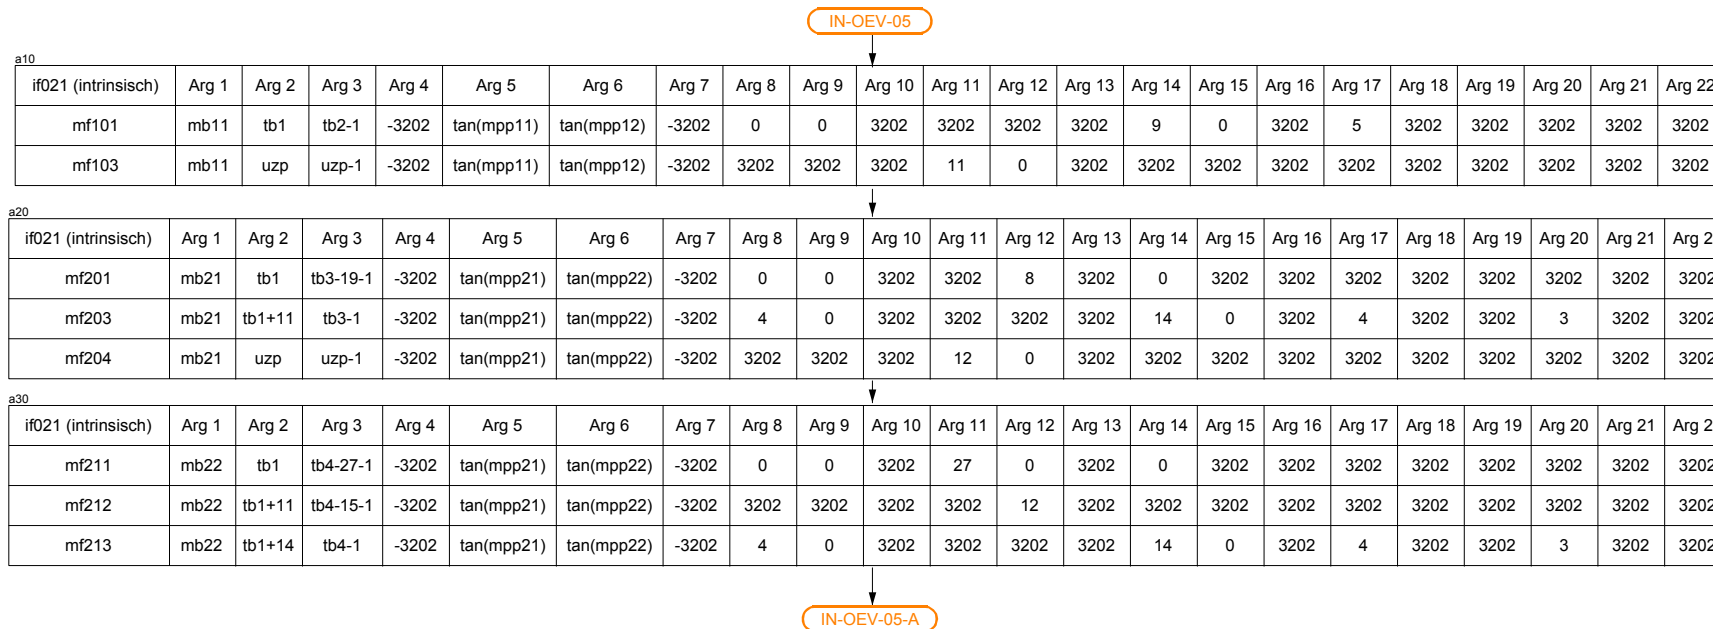 IN-OEV-05
a10
if021 (intrinsisch) Arg 1 Arg 2 Arg 3 Arg 4 Arg 5 Arg 6 Arg 7 Arg 8 Arg 9 Arg 10 Arg 11 Arg 12 Arg 13 Arg 14 Arg 15 Arg 16 Arg 17 Arg 18 Arg 19 Arg 20 Arg 21 Arg 22
mf101 mb11 tb1 tb2-1 -3202 tan(mpp11) tan(mpp12) -3202 0 0 3202 3202 3202 3202 9 0 3202 5 3202 3202 3202 3202 3202
mf103 mb11 uzp uzp-1 -3202 tan(mpp11) tan(mpp12) -3202 3202 3202 3202 11 0 3202 3202 3202 3202 3202 3202 3202 3202 3202 3202
a20
if021 (intrinsisch) Arg 1 Arg 2 Arg 3 Arg 4 Arg 5 Arg 6 Arg 7 Arg 8 Arg 9 Arg 10 Arg 11 Arg 12 Arg 13 Arg 14 Arg 15 Arg 16 Arg 17 Arg 18 Arg 19 Arg 20 Arg 21 Arg 2
mf201 mb21 tb1 tb3-19-1 -3202 tan(mpp21) tan(mpp22) -3202 0 0 3202 3202 8 3202 0 3202 3202 3202 3202 3202 3202 3202 3202
mf203 mb21 tb1+11 tb3-1 -3202 tan(mpp21) tan(mpp22) -3202 4 0 3202 3202 3202 3202 14 0 3202 4 3202 3202 3 3202 3202
mf204 mb21 uzp uzp-1 -3202 tan(mpp21) tan(mpp22) -3202 3202 3202 3202 12 0 3202 3202 3202 3202 3202 3202 3202 3202 3202 3202
a30
if021 (intrinsisch) Arg 1 Arg 2 Arg 3 Arg 4 Arg 5 Arg 6 Arg 7 Arg 8 Arg 9 Arg 10 Arg 11 Arg 12 Arg 13 Arg 14 Arg 15 Arg 16 Arg 17 Arg 18 Arg 19 Arg 20 Arg 21 Arg 2
mf211 mb22 tb1 tb4-27-1 -3202 tan(mpp21) tan(mpp22) -3202 0 0 3202 27 0 3202 0 3202 3202 3202 3202 3202 3202 3202 3202
mf212 mb22 tb1+11 tb4-15-1 -3202 tan(mpp21) tan(mpp22) -3202 3202 3202 3202 3202 12 3202 3202 3202 3202 3202 3202 3202 3202 3202 3202
mf213 mb22 tb1+14 tb4-1 -3202 tan(mpp21) tan(mpp22) -3202 4 0 3202 3202 3202 3202 14 0 3202 4 3202 3202 3 3202 3202
IN-OEV-05-A